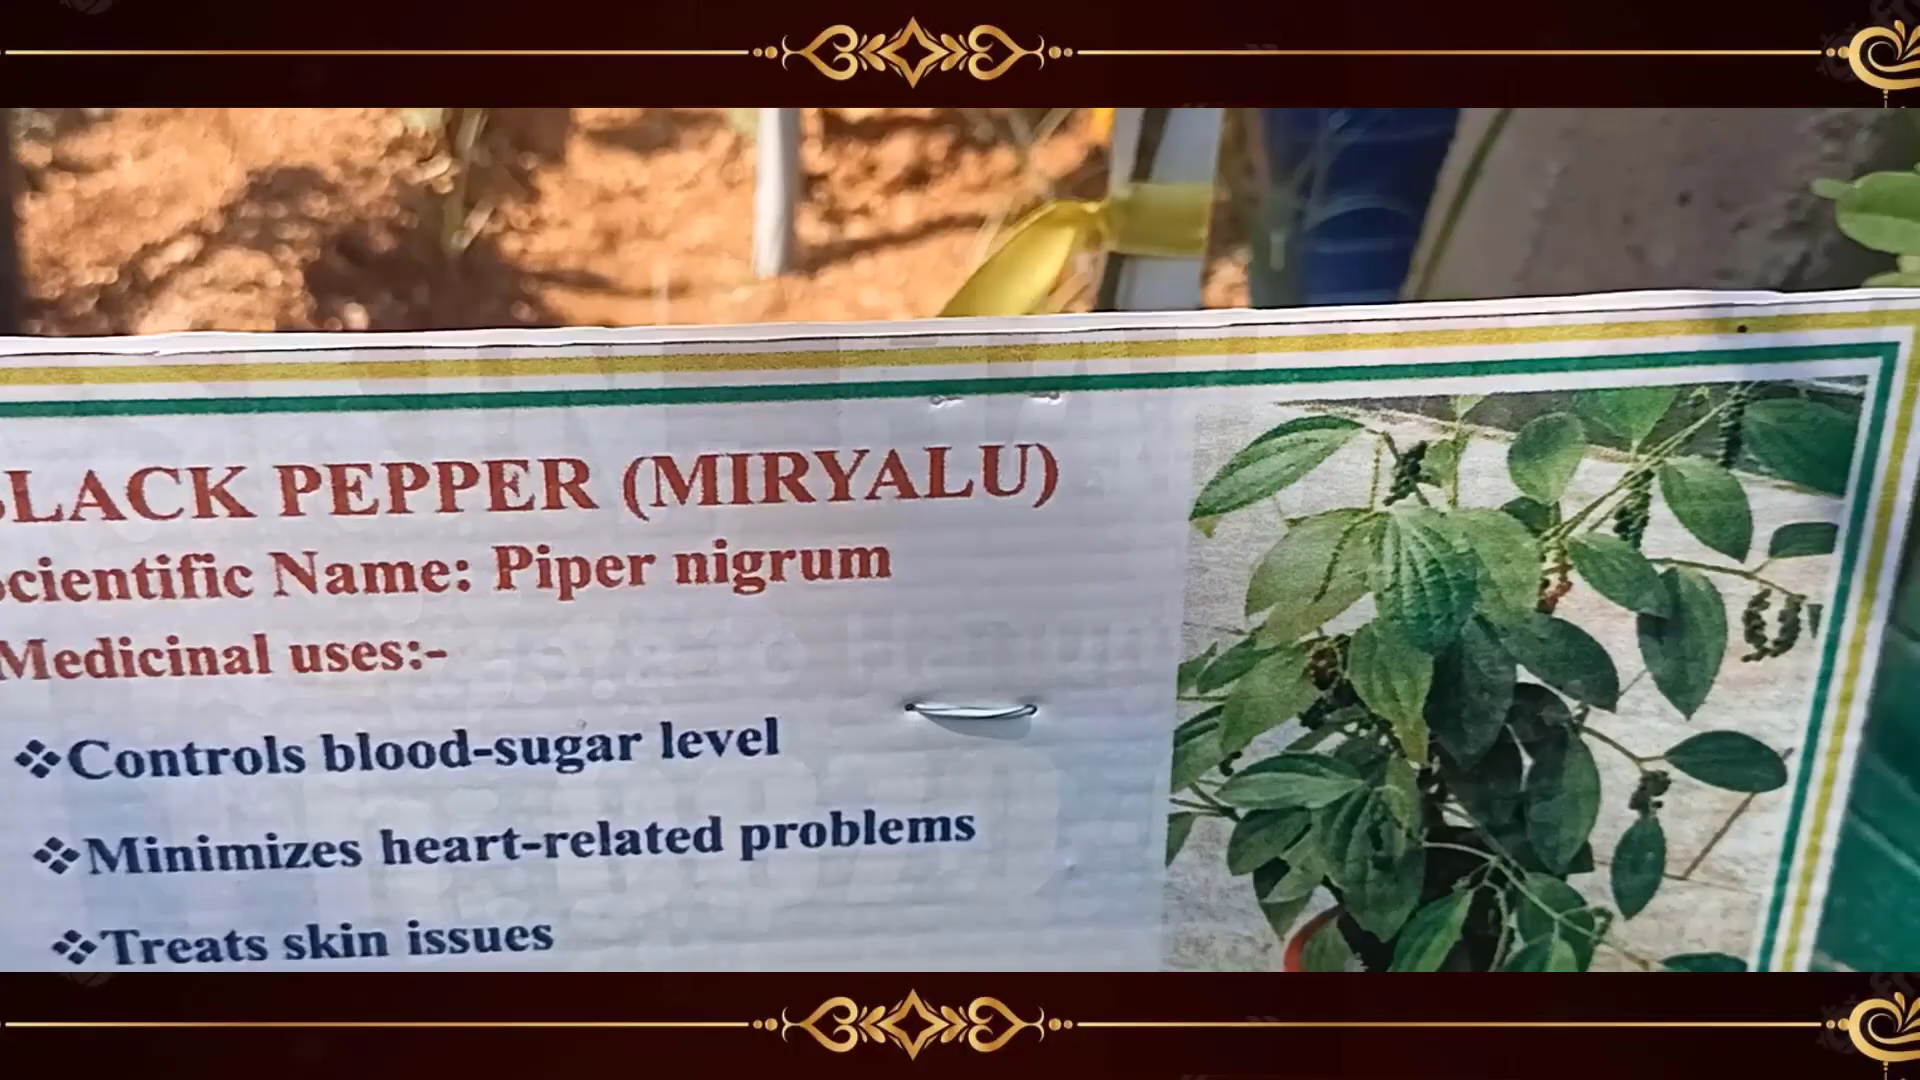 LACK PEPPER (MIRYALU)
cientific Name: Piper nigrum
Medicinal uses:-
❖Controls blood-sugar level
❖Minimizes heart-related problems
❖Treats skin issues